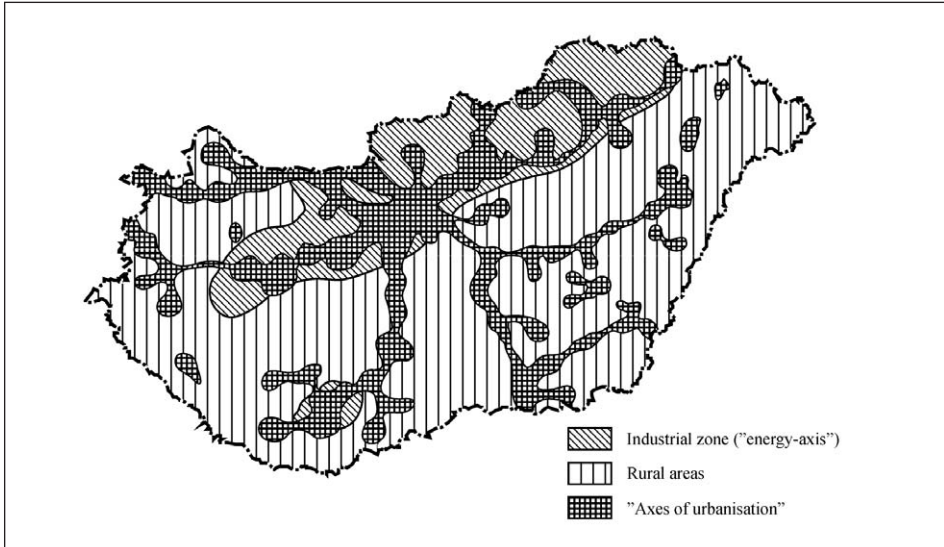 Industrial zone (”energy-axis”)
Rural areas
”Axes of urbanisation”